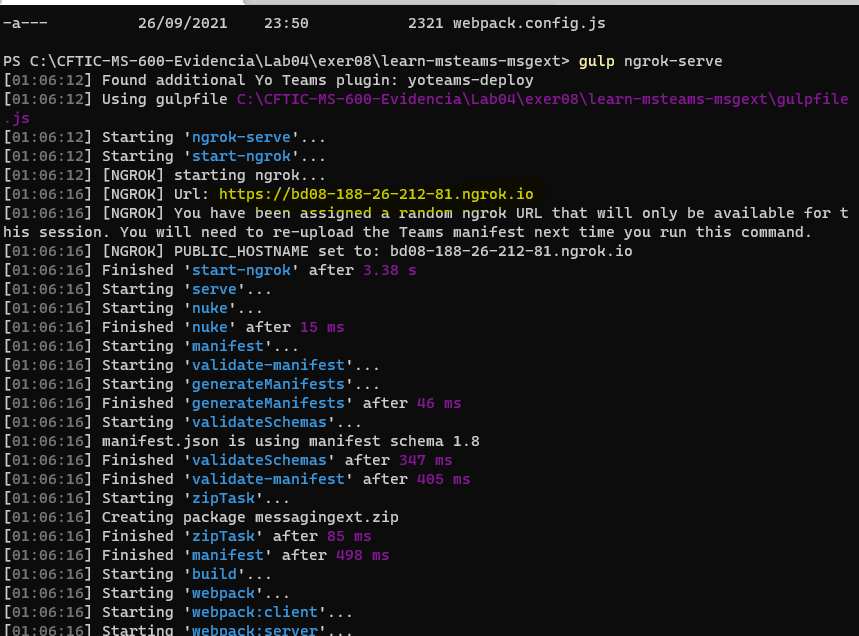 -a---          26/09/2021    23:50           2321 webpack.config.js
PS C:\CFTIC-MS-600-Evidencia\Lab04\exer08\learn-msteams-msgext> gulp ngrok-serve
[01:06:12] Found additional Yo Teams plugin: yoteams-deploy
[01:06:12] Using gulpfile C:\CFTIC-MS-600-Evidencia\Lab04\exer08\learn-msteams-msgext\gulpfile
.js
[01:06:12] Starting 'ngrok-serve'...
[01:06:12] Starting 'start-ngrok'...
[01:06:12] [NGROK] starting ngrok...
[01:06:16] [NGROK] Url: https://bd08-188-26-212-81.ngrok.io
[01:06:16] [NGROK] You have been assigned a random ngrok URL that will only be available for t
his session. You will need to re-upload the Teams manifest next time you run this command.
[01:06:16] [NGROK] PUBLIC_HOSTNAME set to: bd08-188-26-212-81.ngrok.io
[01:06:16] Finished 'start-ngrok' after 3.38 s
[01:06:16] Starting 'serve'...
[01:06:16] Starting 'nuke'...
[01:06:16] Finished 'nuke' after 15 ms
[01:06:16] Starting 'manifest'...
[01:06:16] Starting 'validate-manifest'...
[01:06:16] Starting 'generateManifests'...
[01:06:16] Finished 'generateManifests' after 46 ms
[01:06:16] Starting 'validateSchemas'...
[01:06:16] manifest.json is using manifest schema 1.8
[01:06:16] Finished 'validateSchemas' after 347 ms
[01:06:16] Finished 'validate-manifest' after 405 ms
[01:06:16] Starting 'zipTask'...
[01:06:16] Creating package messagingext.zip
[01:06:16] Finished 'zipTask' after 85 ms
[01:06:16] Finished 'manifest' after 498 ms
[01:06:16] Starting 'build'...
[01:06:16] Starting 'webpack'...
[01:06:16] Starting 'webpack:client'...
[01:06:16] Starting 'webpack:server'...